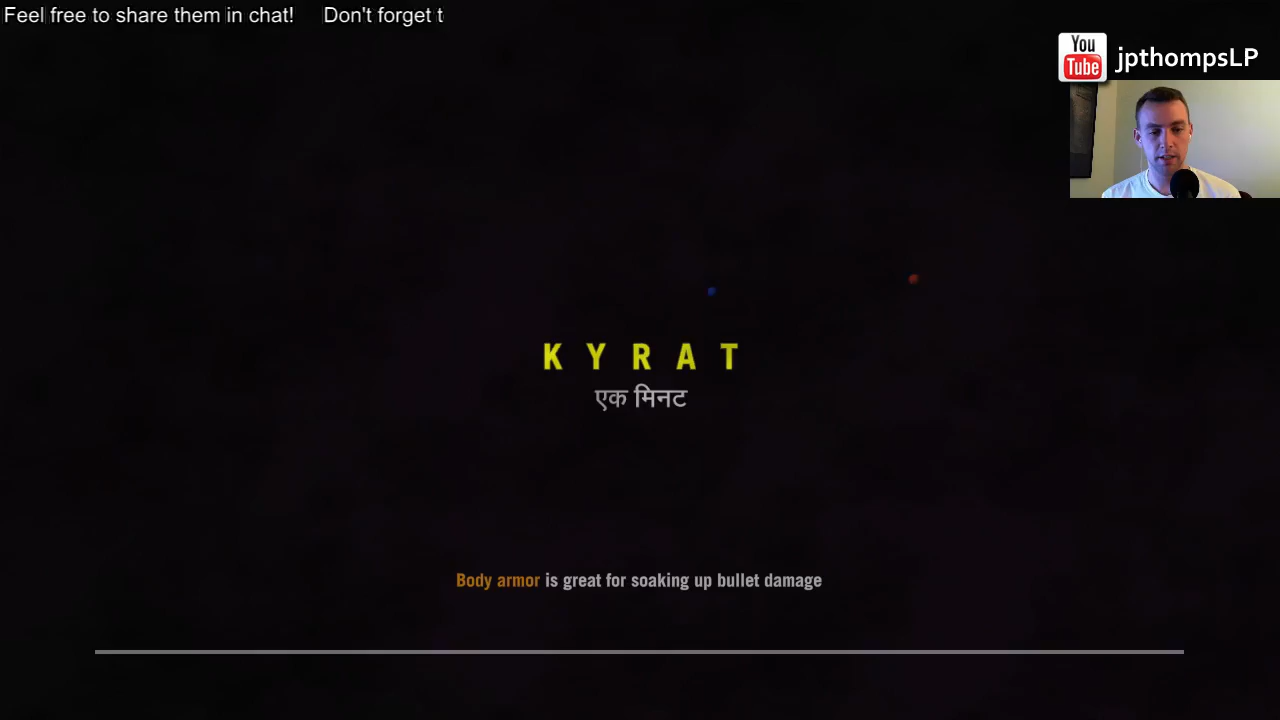 Feel free to share them in chat! Don't forget t
You
Tube
jpthompsLP
KYRAT
एक मिनट
Body armor is great for soaking up bullet damage